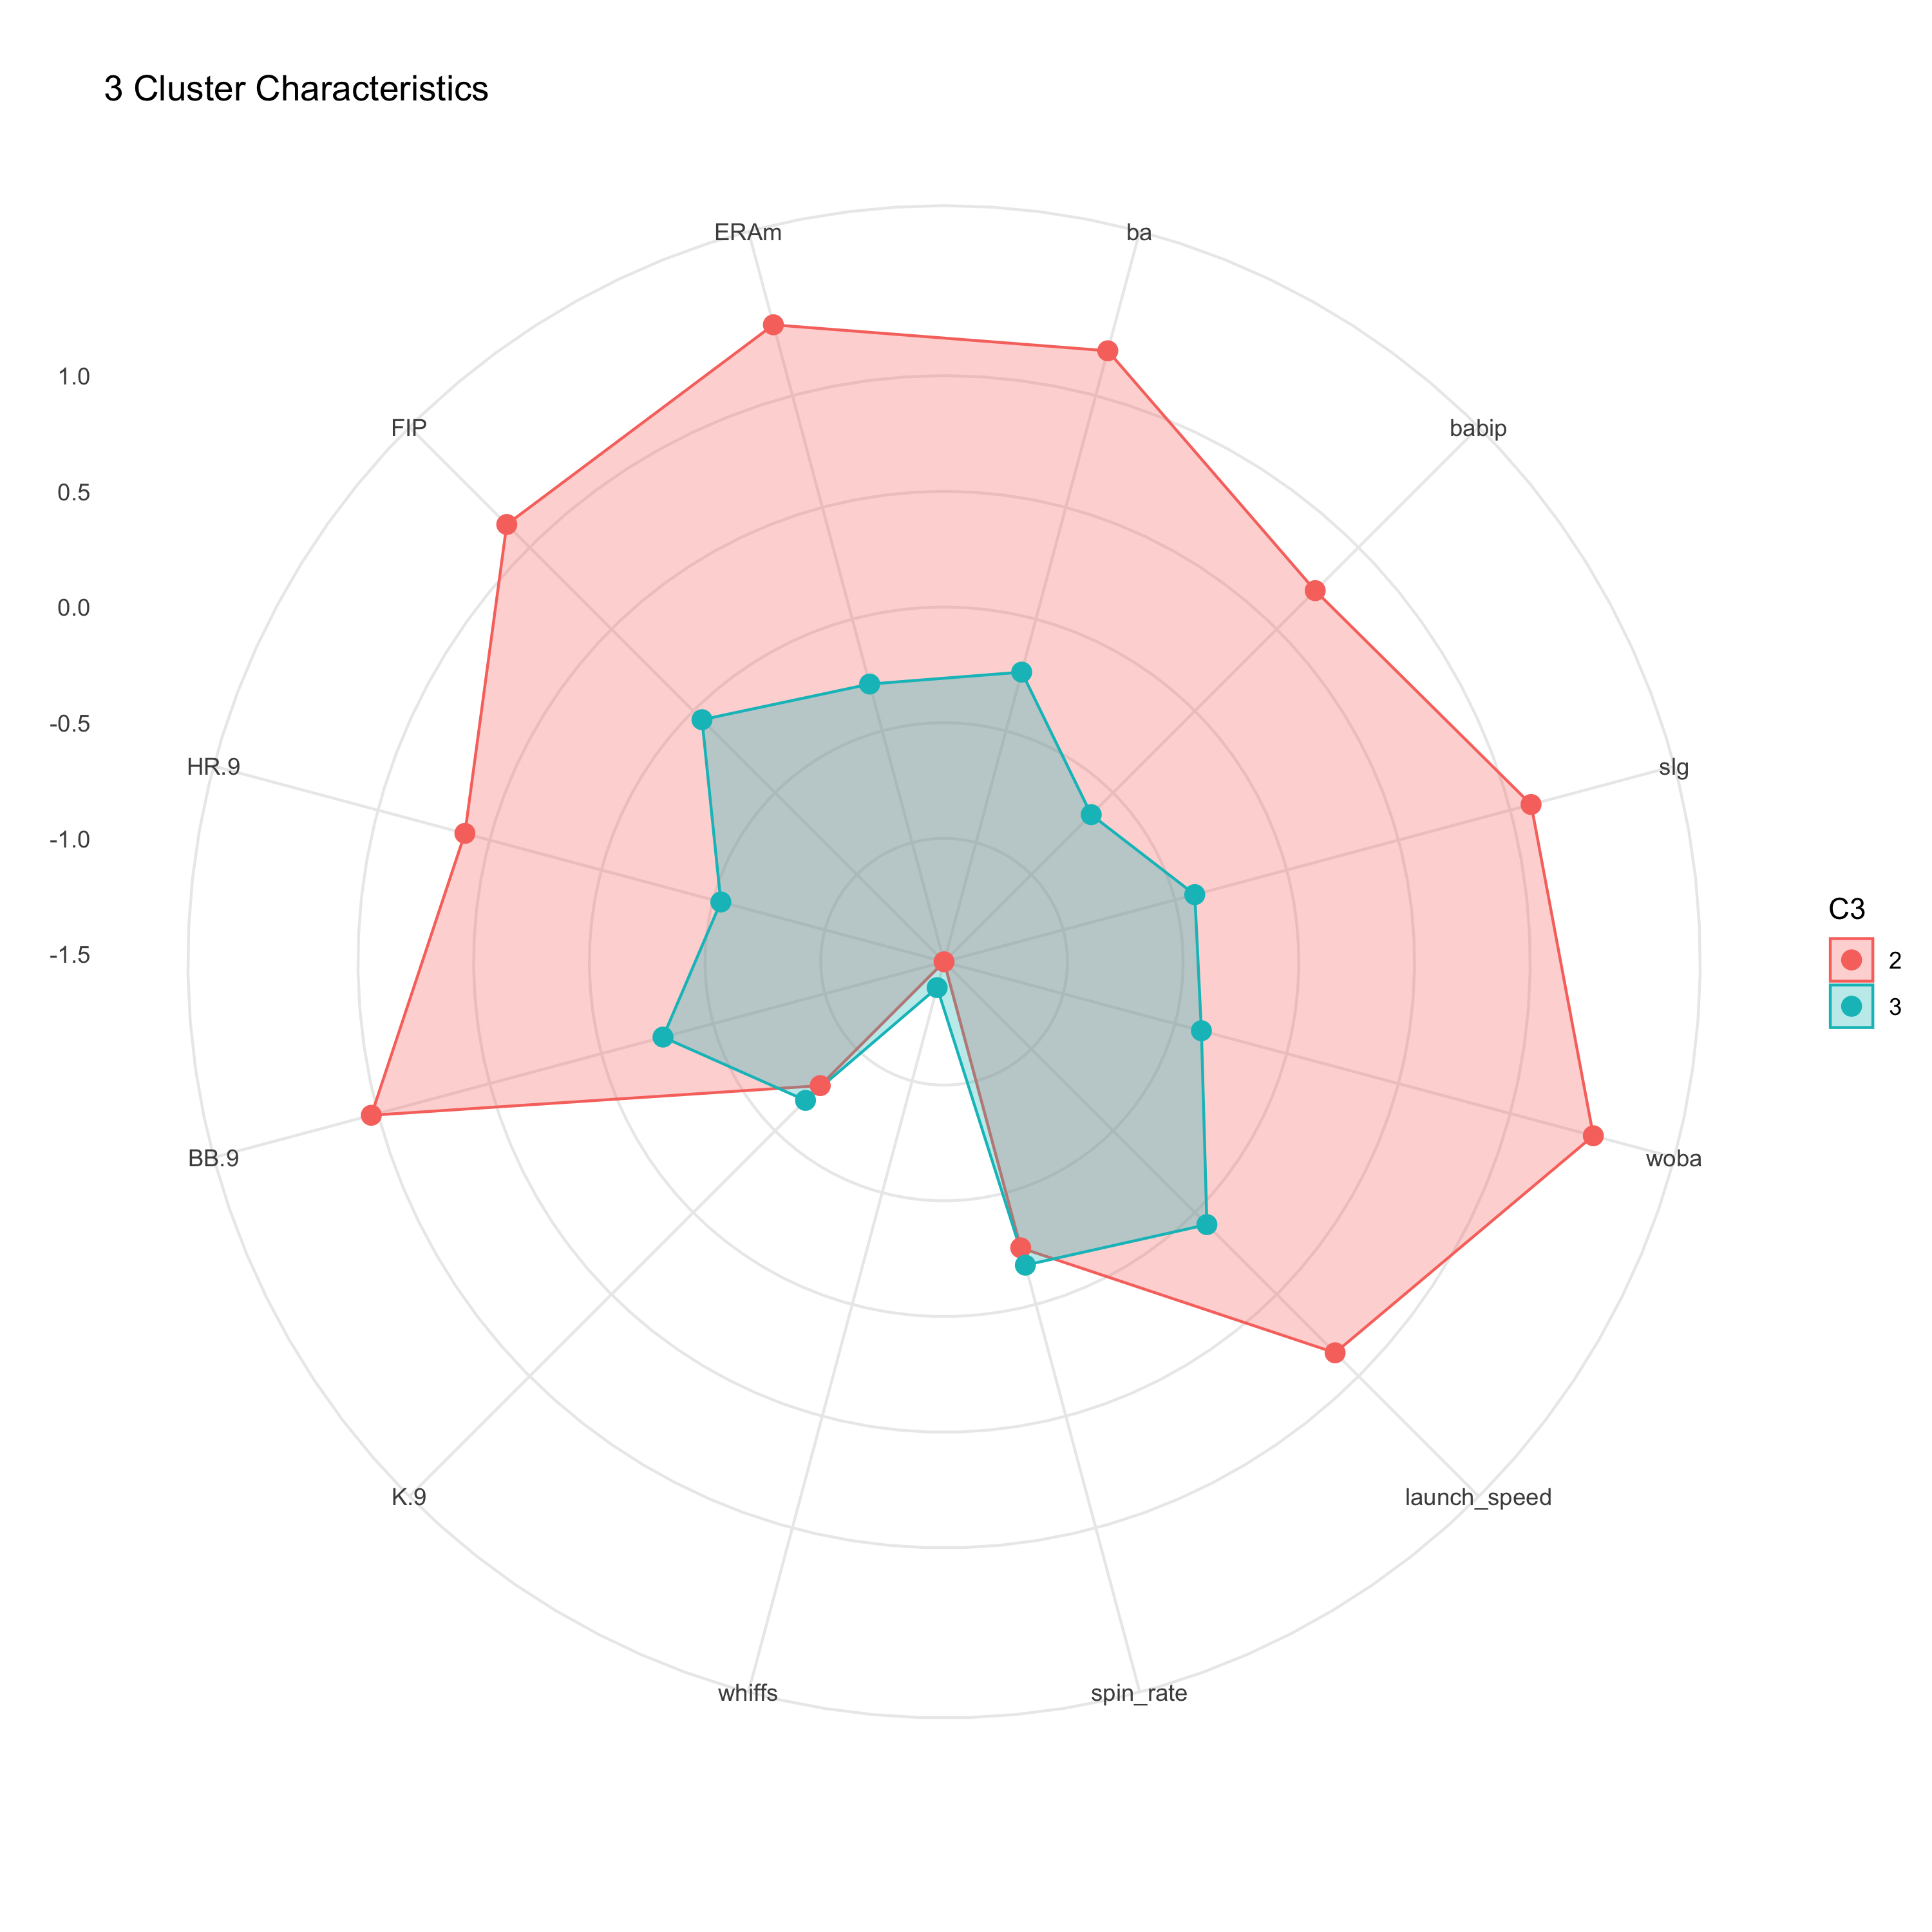 3 Cluster Characteristics
ERAm
ba
1.0
FIP
babip
0.5
0.0
-0.5
HR.9
slg
-1.0
C3
-1.5
2
3
BB.9
woba
K.9
launch_speed
whiffs
spin_rate